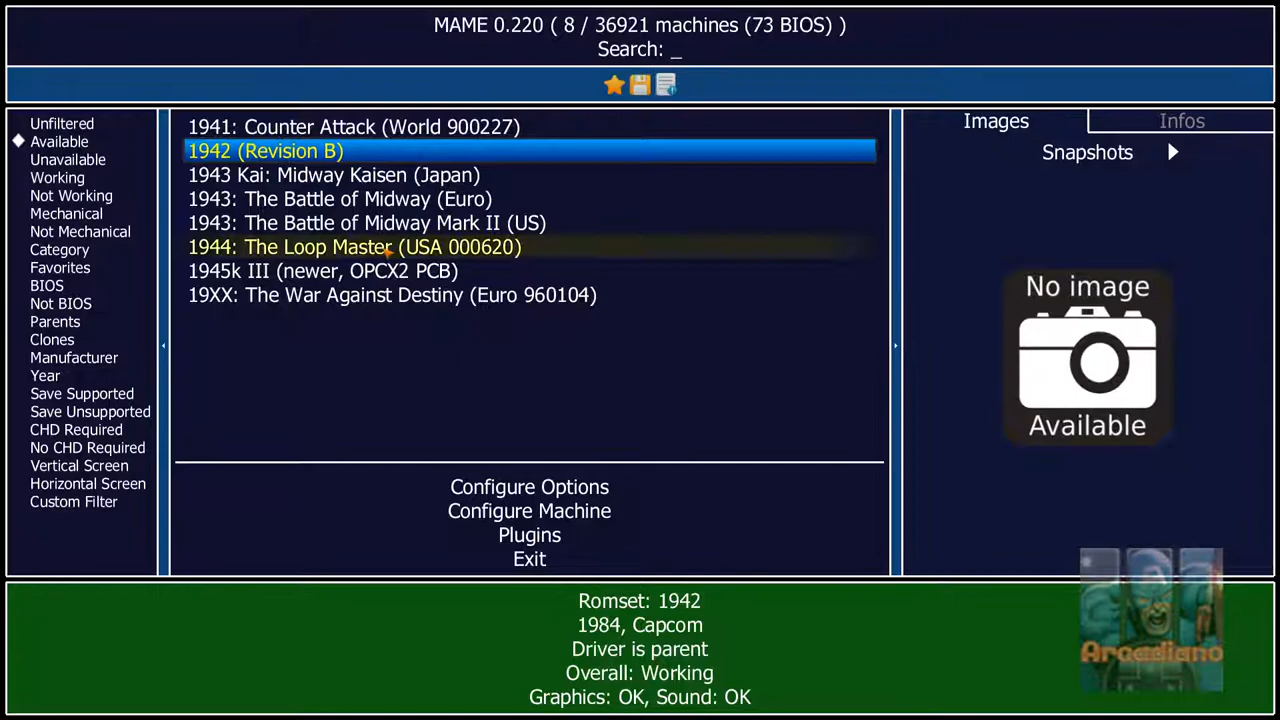 MAME 0.220 ( 8 / 36921 machines (73 BIOS) )
Search: _
Unfiltered
Available
Unavailable
Working
Not Working
Mechanical
Not Mechanical
Category
Favorites
BIOS
Not BIOS
Parents
Clones
Manufacturer
Year
Save Supported
Save Unsupported
CHD Required
No CHD Required
Vertical Screen
Horizontal Screen
Custom Filter
1941: Counter Attack (World 900227)
1942 (Revision B)
1943 Kai: Midway Kaisen (Japan)
1943: The Battle of Midway (Euro)
1943: The Battle of Midway Mark II (US)
1944: The Loop Master (USA 000620)
1945k III (newer, OPCX2 PCB)
19XX: The War Against Destiny (Euro 960104)
Configure Options
Configure Machine
Plugins
Exit
Images
Infos
Snapshots
No image
Available
Romset: 1942
1984, Capcom
Driver is parent
Overall: Working
Graphics: OK, Sound: OK
Arcadiano